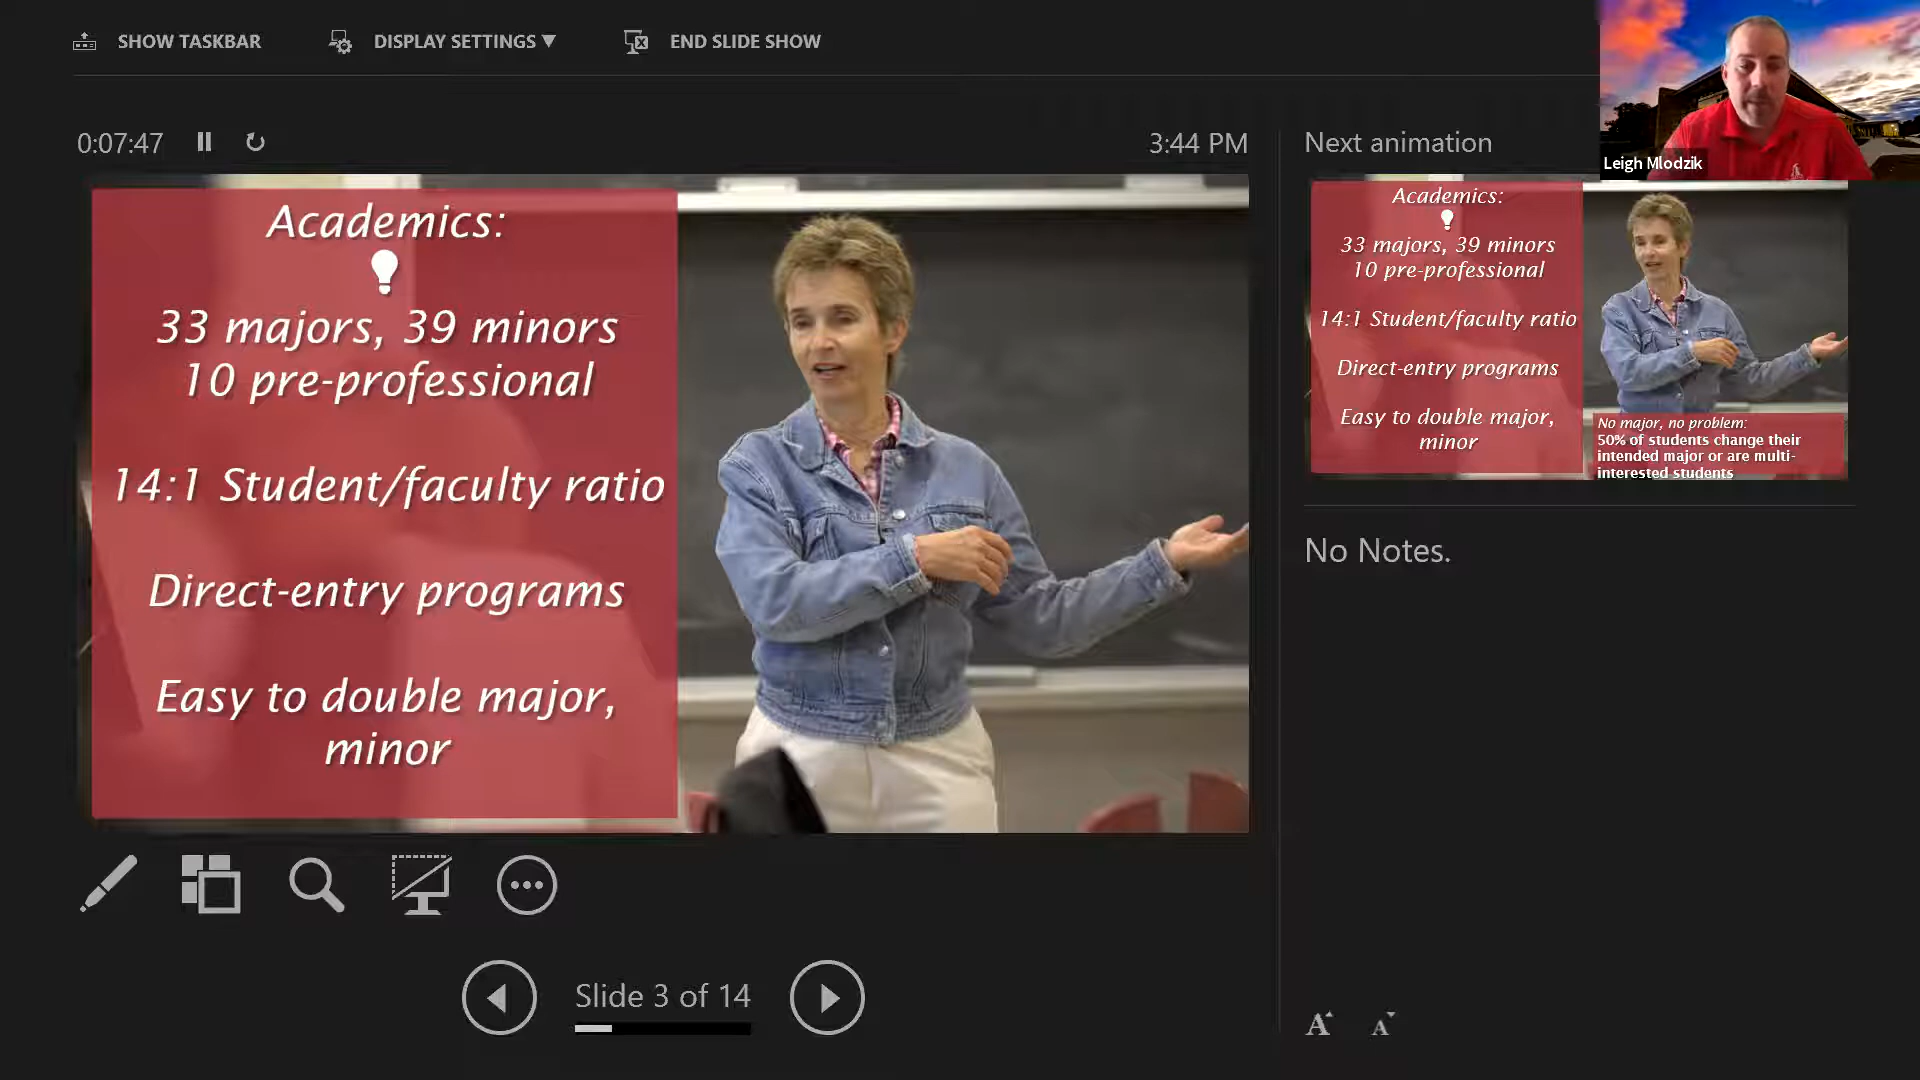 SHOW TASKBAR
DISPLAY SETTINGS ▼
END SLIDE SHOW
0:07:47
3:44 PM
Academics:
33 majors, 39 minors
10 pre-professional
14:1 Student/faculty ratio
Direct-entry programs
Easy to double major,
minor
Slide 3 of 14
Next animation
Leigh Mlodzik
Academics:
33 majors, 39 minors
10 pre-professional
14:1 Student/faculty ratio
Direct-entry programs
Easy to double major,
minor
No major, no problem:
50% of students change their
intended major or are multi-
interested students
No Notes.
A A